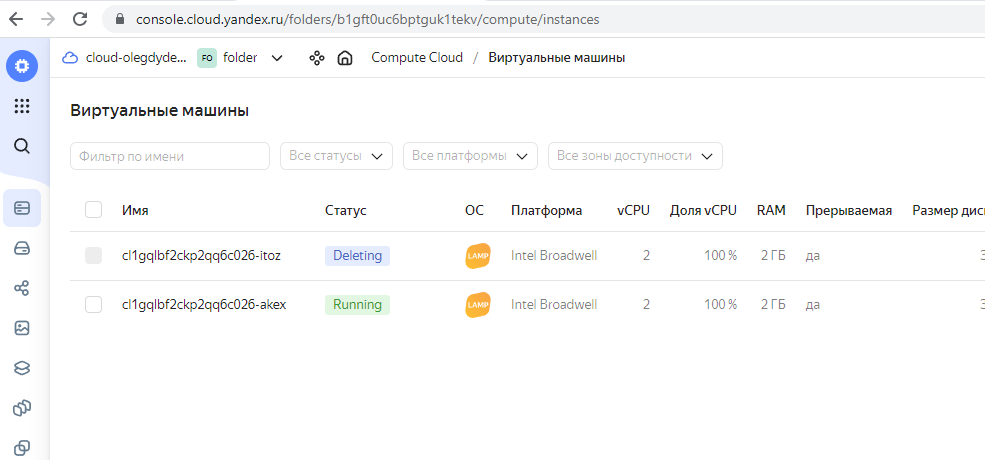 console.cloud.yandex.ru/folders/b1gft0uc6bptguk1tekv/compute/instances
cloud-olegdyde... FO folder Compute Cloud / Виртуальные машины
Виртуальные машины
Фильтр по имени Все статусы Все платформы Все зоны доступности
Имя Статус ОС Платформа vCPU Доля vCPU RAM Прерываемая Размер дис
cl1gqlbf2ckp2qq6c026-itoz Deleting LAMP Intel Broadwell 2 100 % 2 ГБ да 3
cl1gqlbf2ckp2qq6c026-akex Running LAMP Intel Broadwell 2 100 % 2 ГБ да 3